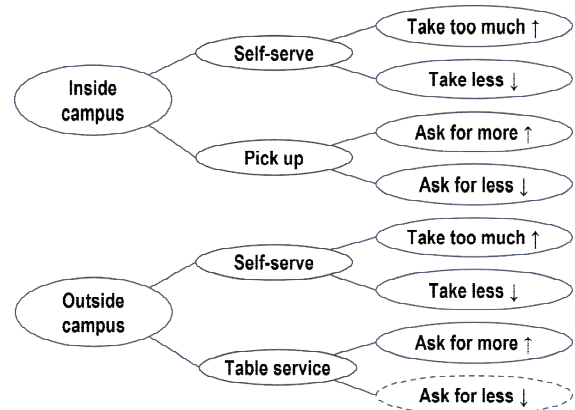 Take too much ↑
Self-serve
Take less ↓
Inside
campus
Ask for more ↑
Pick up
Ask for less ↓
Take too much ↑
Self-serve
Take less ↓
Outside
campus
Ask for more ↑
Table service
Ask for less ↓